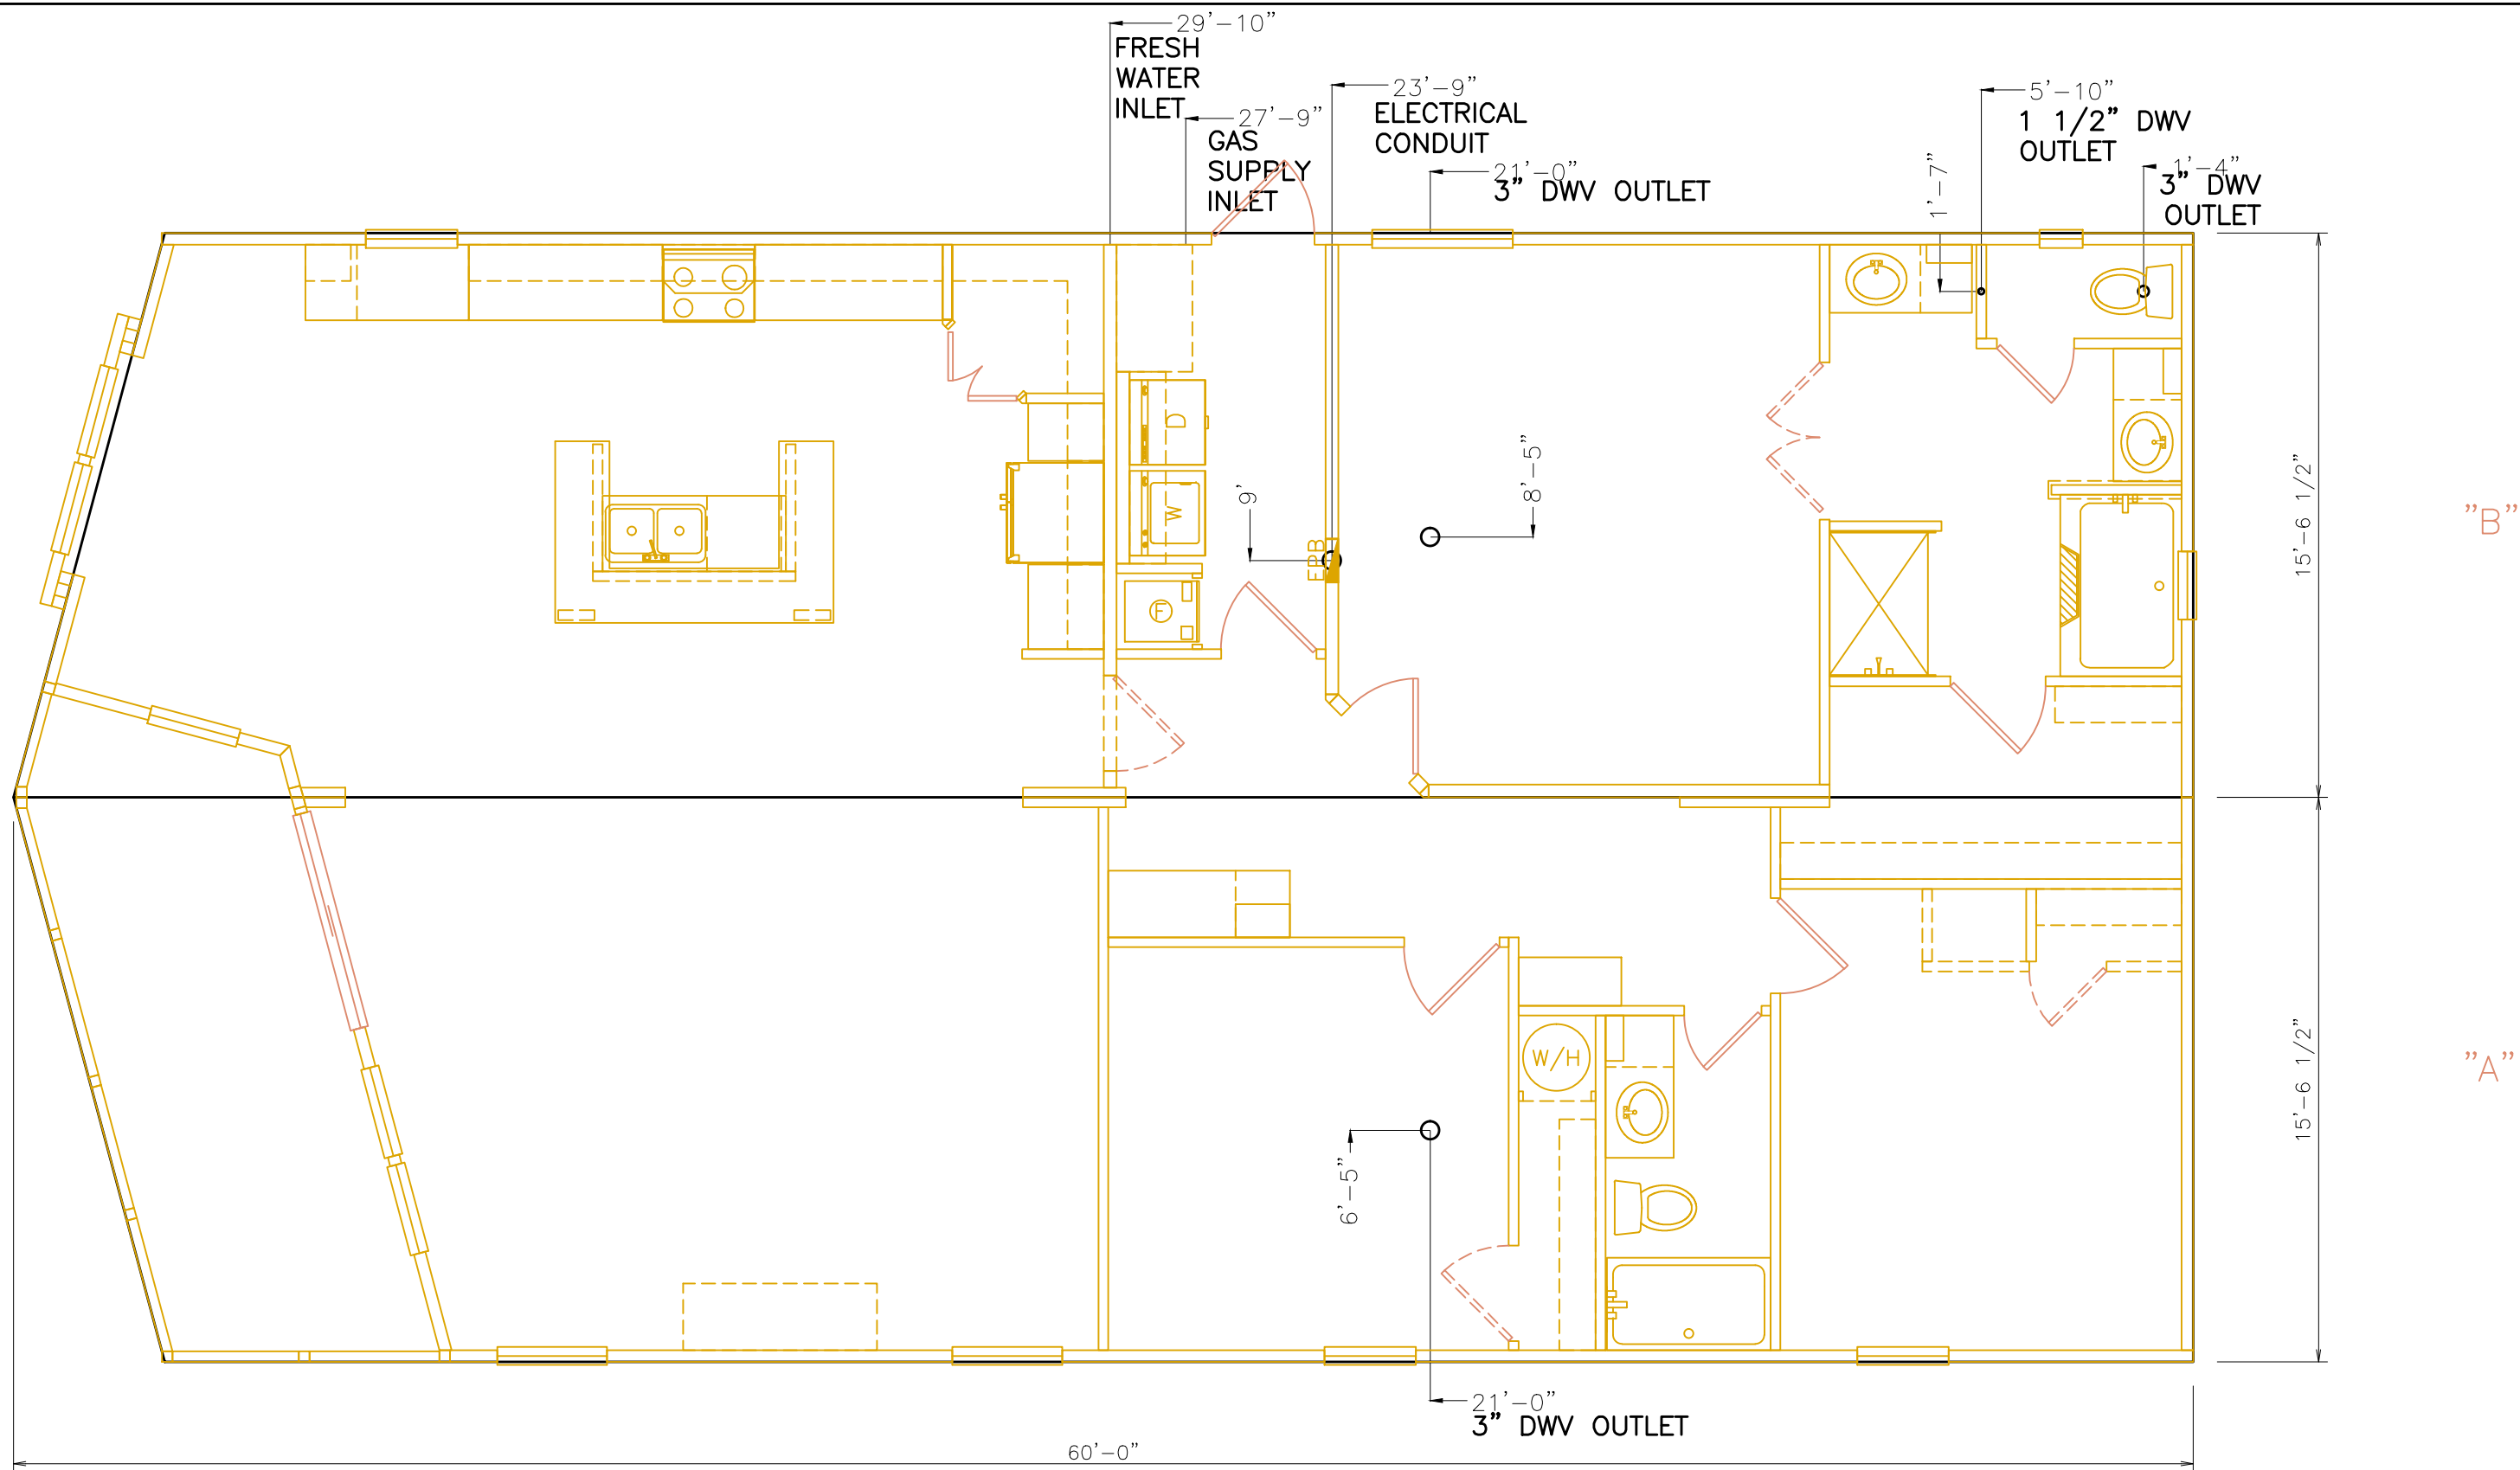 29'-10"
FRESH
WATER
INLET
27'-9"
GAS
SUPPLY
INLET
23'-9"
ELECTRICAL
CONDUIT
21'-0"
3" DWV OUTLET
5'-10"
1 1/2" DWV
OUTLET
1'-7"
1'-4"
3" DWV
OUTLET
D
W
F
9'
EPB
8'-5"
15'-6 1/2"
"B"
W/H
6'-5"
15'-6 1/2"
"A"
21'-0"
3" DWV OUTLET
60'-0"